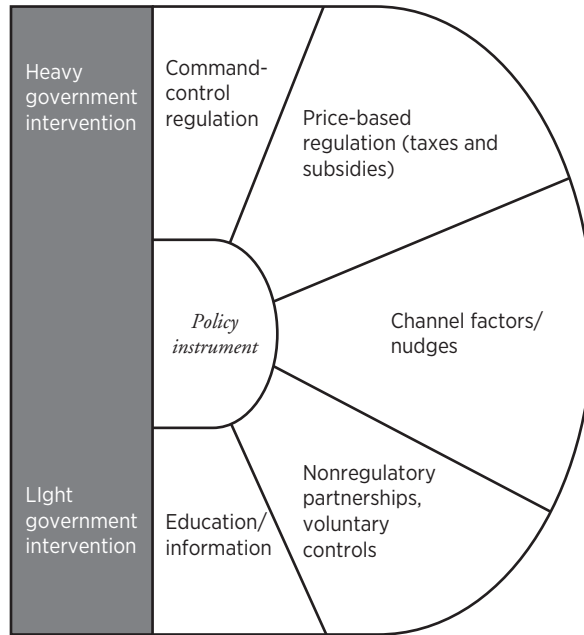 Heavy
government
intervention
Command-
control
regulation
Price-based
regulation (taxes and
subsidies)
Policy
instrument
Channel factors/
nudges
LIght
government
intervention
Education/
information
Nonregulatory
partnerships,
voluntary
controls